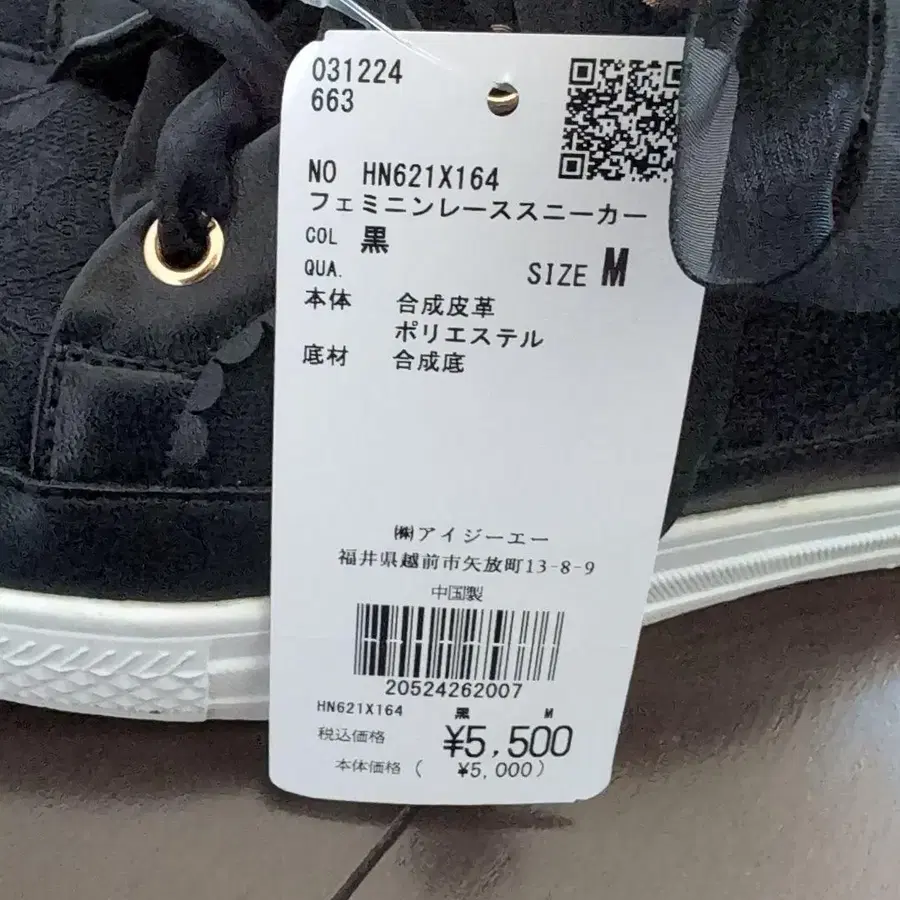 031224
663
NO HN621X164
フェミニンレーススニーカー
COL 黒
QUA. SIZE M
本体 合成皮革
ポリエステル
底材 合成底
㈱アイジーエー
福井県越前市矢放町13-8-9
中国製
20524262007
HN621X164 黒 M
税込価格 ¥5,500
本体価格 ( ¥5,000)